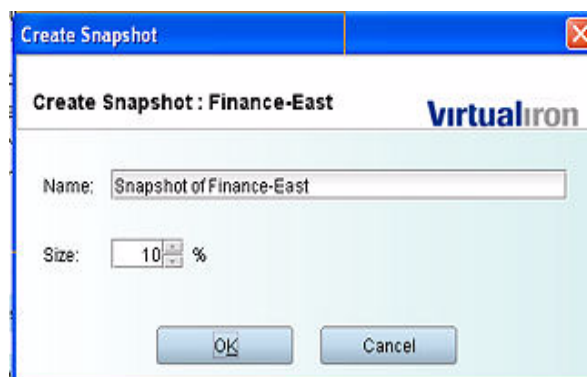 Create Snapshot
Create Snapshot : Finance-East
Virtualiron
Name: Snapshot of Finance-East
Size: 10 %
OK Cancel